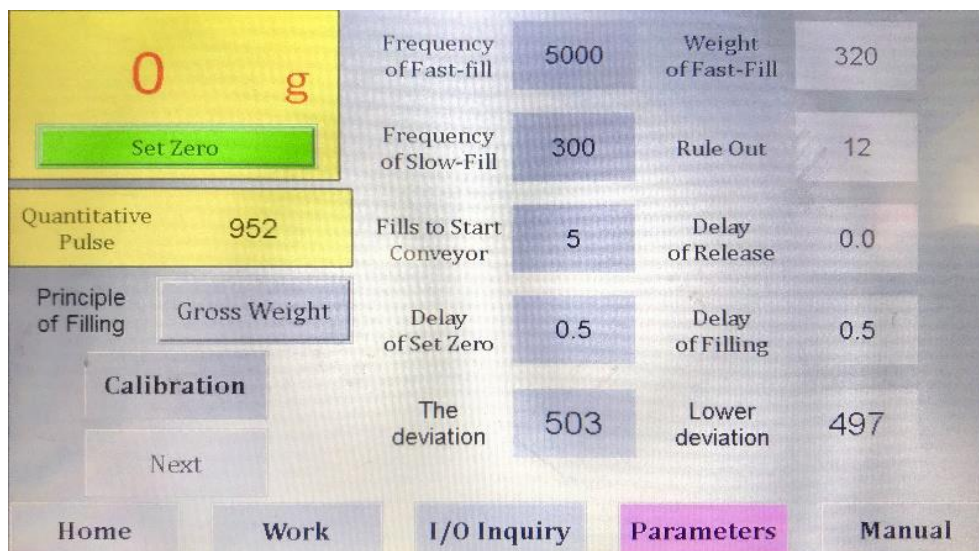 0 g
Set Zero
Quantitative
Pulse
952
Principle
of Filling
Gross Weight
Calibration
Next
Frequency
of Fast-fill
5000
Weight
of Fast-Fill
320
Frequency
of Slow-Fill
300
Rule Out
12
Fills to Start
Conveyor
5
Delay
of Release
0.0
Delay
of Set Zero
0.5
Delay
of Filling
0.5
The
deviation
503
Lower
deviation
497
Home
Work
I/O Inquiry
Parameters
Manual